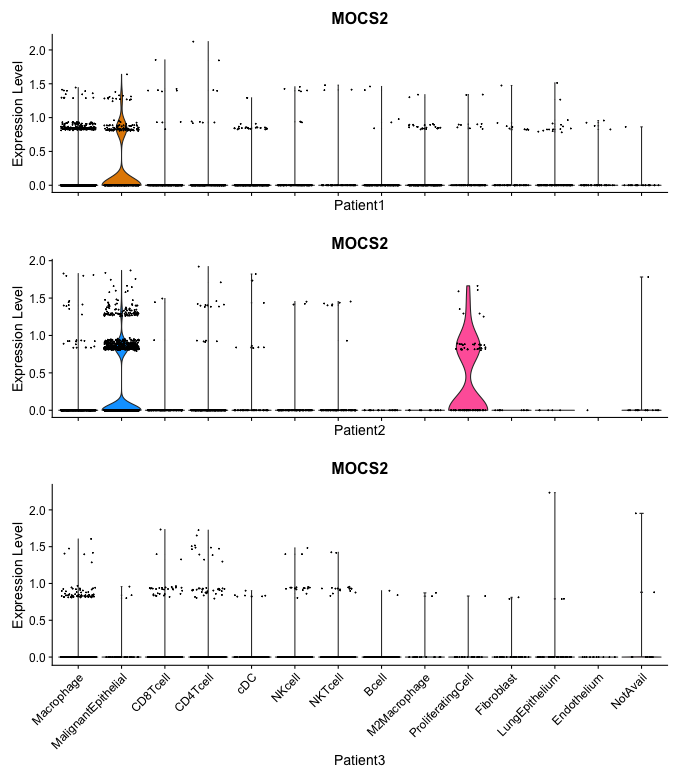 MOCS2
Expression Level
2.0
1.5
1.0
0.5
0.0
Patient1
MOCS2
Expression Level
2.0
1.5
1.0
0.5
0.0
Patient2
MOCS2
Expression Level
2.0
1.5
1.0
0.5
0.0
Macrophage
MalignantEpithelial
CD8Tcell
CD4Tcell
cDC
NKcell
NKTcell
Bcell
M2Macrophage
ProliferatingCell
Fibroblast
LungEpithelium
Endothelium
NotAvail
Patient3